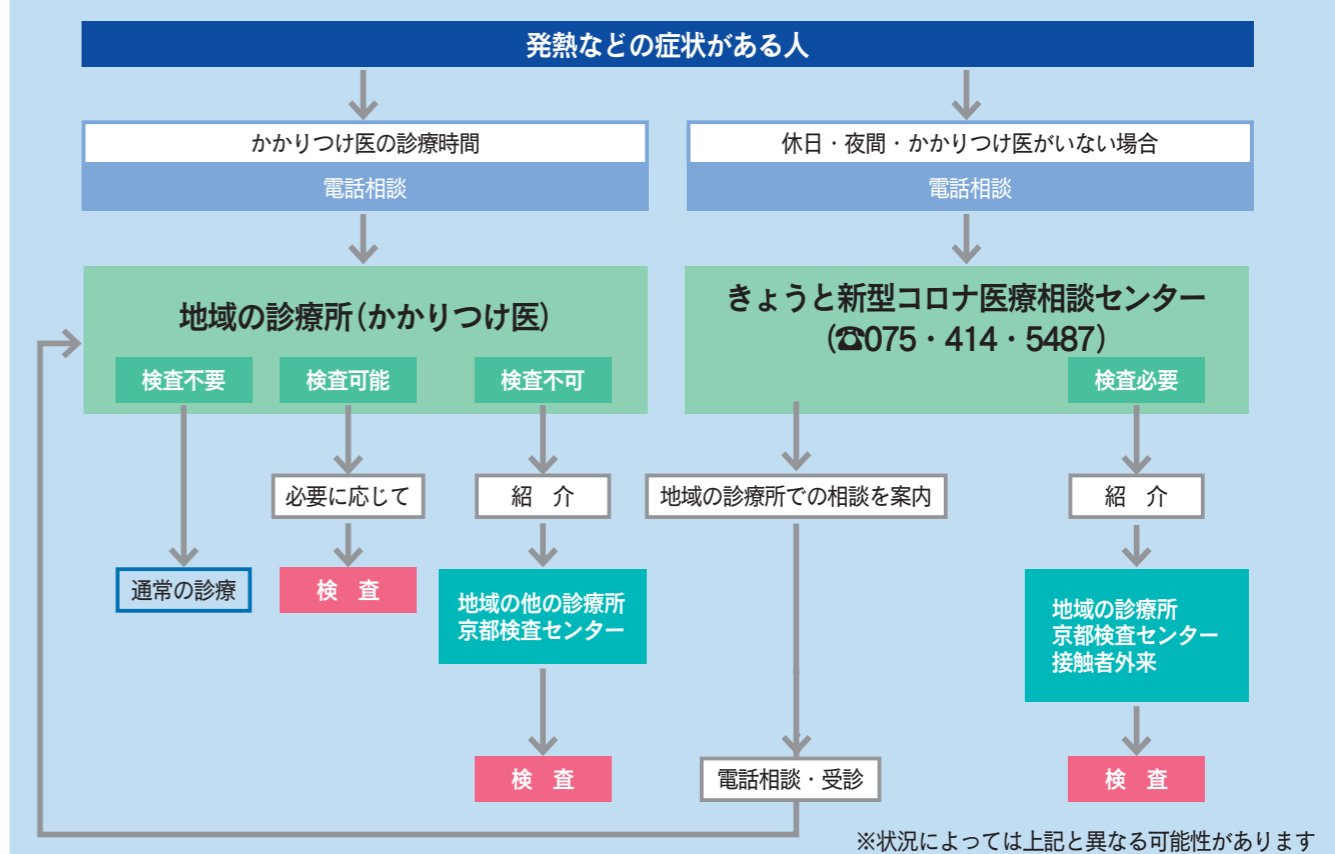 発熱などの症状がある人
かかりつけ医の診療時間
電話相談
休日・夜間・かかりつけ医がいない場合
電話相談
地域の診療所（かかりつけ医）
検査不要
検査可能
検査不可
きょうと新型コロナ医療相談センター
（☎075・414・5487）
検査必要
必要に応じて
紹　介
地域の診療所での相談を案内
紹　介
通常の診療
検　査
地域の他の診療所
京都検査センター
地域の診療所
京都検査センター
接触者外来
検　査
電話相談・受診
検　査
※状況によっては上記と異なる可能性があります